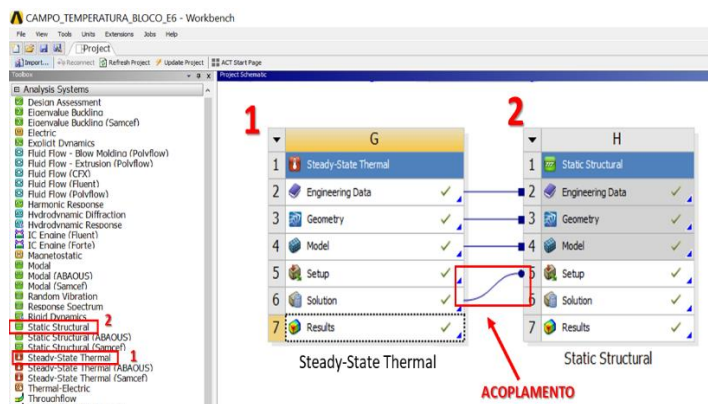 CAMPO_TEMPERATURA_BLOCO_E6 - Workbench
File View Tools Units Extensions Jobs Help
Project
Import... Reconnect Refresh Project Update Project ACT Start Page
Toolbox
Project Schematic
Analysis Systems
Design Assessment
Eigenvalue Buckling
Eigenvalue Buckling (Samcef)
Electric
Explicit Dynamics
Fluid Flow - Blow Molding (Polyflow)
Fluid Flow - Extrusion (Polyflow)
Fluid Flow (CFX)
Fluid Flow (Fluent)
Fluid Flow (Polyflow)
Harmonic Response
Hydrodynamic Diffraction
Hydrodynamic Response
IC Engine (Fluent)
IC Engine (Forte)
Magnetostatic
Modal
Modal (ABAQUS)
Modal (Samcef)
Random Vibration
Response Spectrum
Rigid Dynamics
Static Structural 2
Static Structural (ABAQUS)
Static Structural (Samcef)
Steady-State Thermal 1
Steady-State Thermal (ABAQUS)
Steady-State Thermal (Samcef)
Thermal-Electric
Throughflow
1
G
1 Steady-State Thermal
2 Engineering Data
3 Geometry
4 Model
5 Setup
6 Solution
7 Results
Steady-State Thermal
2
H
1 Static Structural
2 Engineering Data
3 Geometry
4 Model
5 Setup
6 Solution
7 Results
Static Structural
ACOPLAMENTO